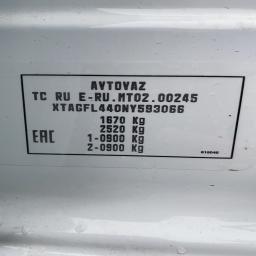 AVTOVAZ
TC RU E-RU.MT02.00245
XTAGFL440NY593066
1670 Kg
2520 Kg
EAC 1-0900 Kg
2-0900 Kg